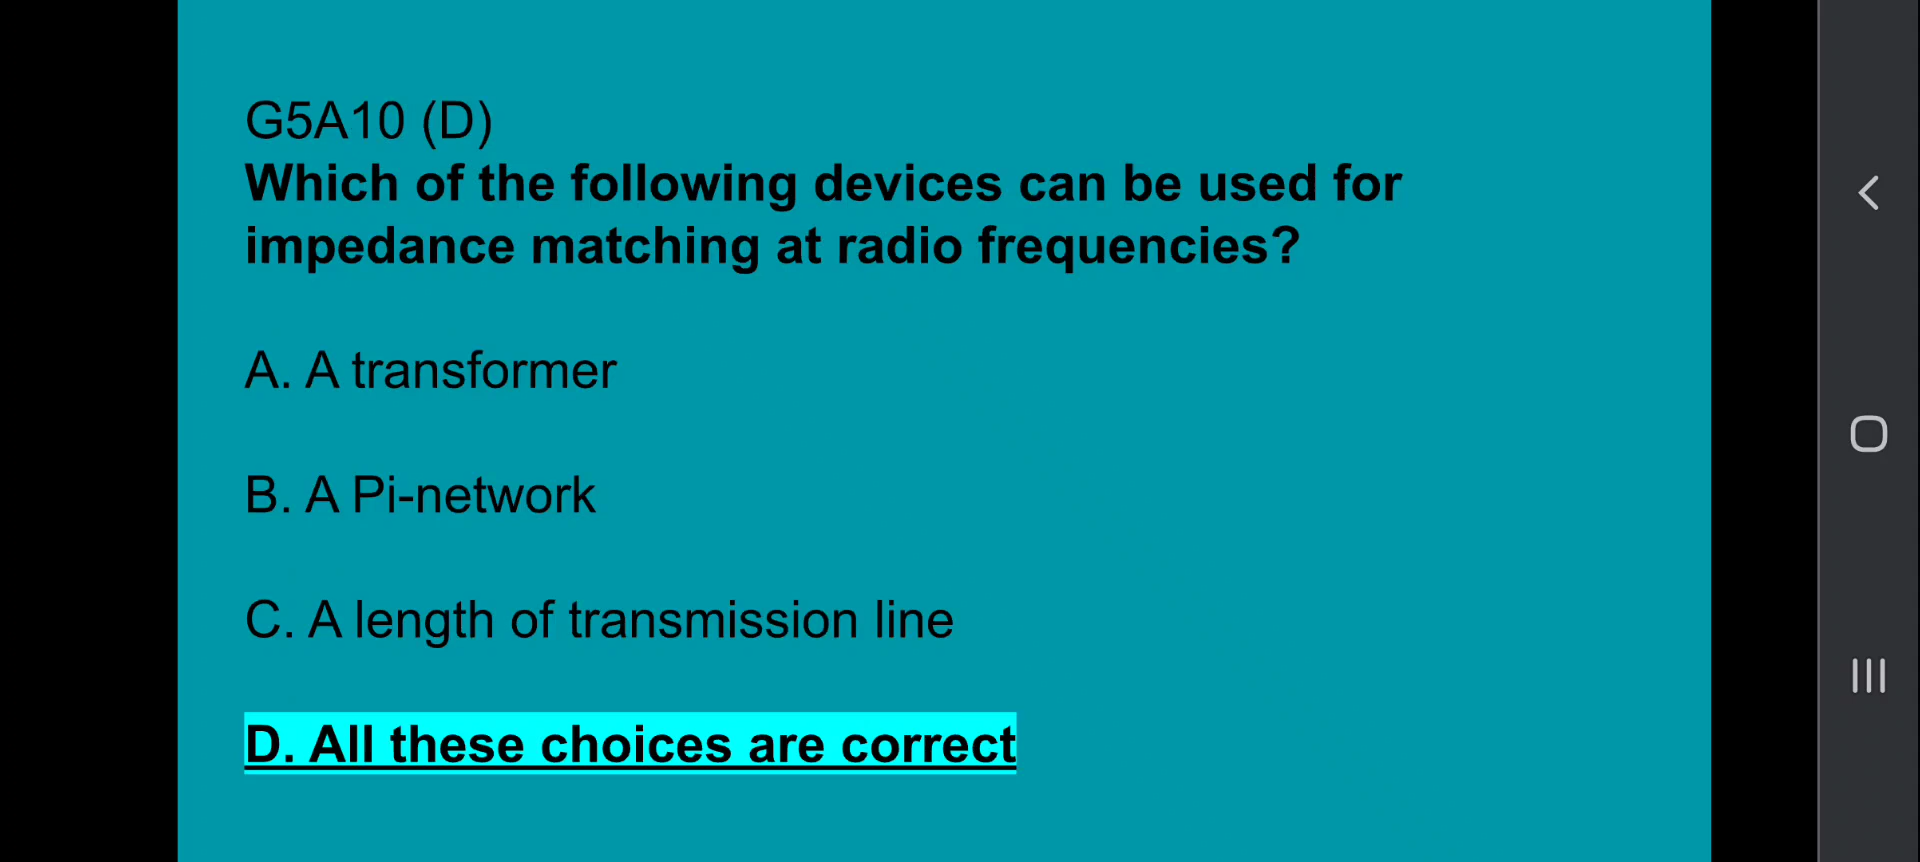 G5A10 (D)
Which of the following devices can be used for
impedance matching at radio frequencies?
A. A transformer
B. A Pi-network
C. A length of transmission line
D. All these choices are correct